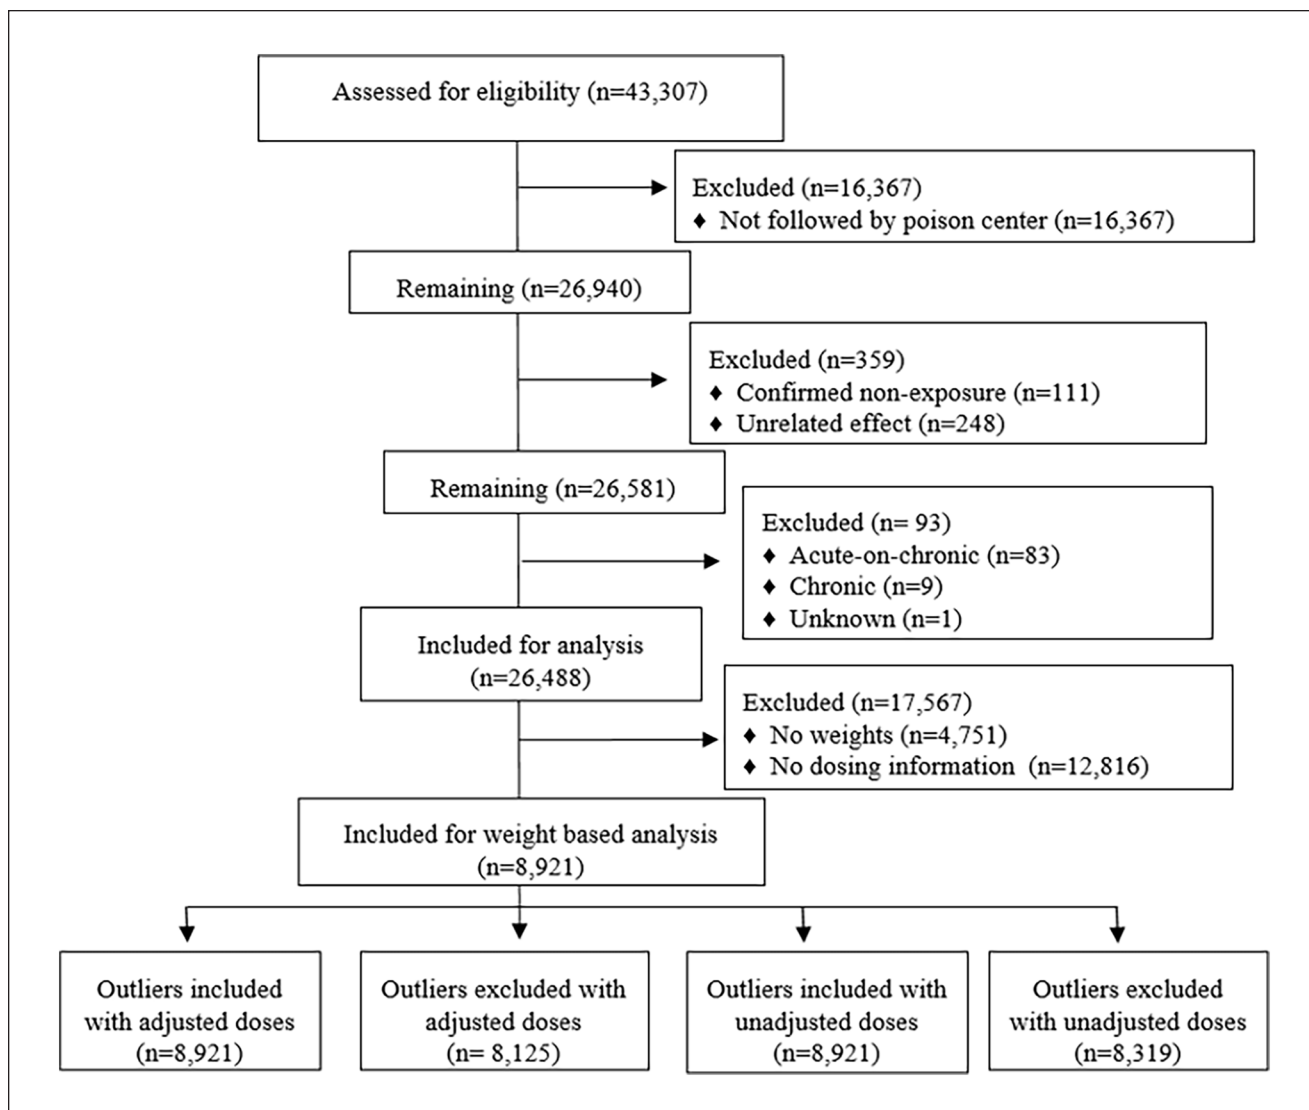 Assessed for eligibility (n=43,307)
Excluded (n=16,367)
♦ Not followed by poison center (n=16,367)
Remaining (n=26,940)
Excluded (n=359)
♦ Confirmed non-exposure (n=111)
♦ Unrelated effect (n=248)
Remaining (n=26,581)
Excluded (n= 93)
♦ Acute-on-chronic (n=83)
♦ Chronic (n=9)
♦ Unknown (n=1)
Included for analysis
(n=26,488)
Excluded (n=17,567)
♦ No weights (n=4,751)
♦ No dosing information (n=12,816)
Included for weight based analysis
(n=8,921)
Outliers included
with adjusted doses
(n=8,921)
Outliers excluded with
adjusted doses
(n= 8,125)
Outliers included with
unadjusted doses
(n=8,921)
Outliers excluded
with unadjusted doses
(n=8,319)